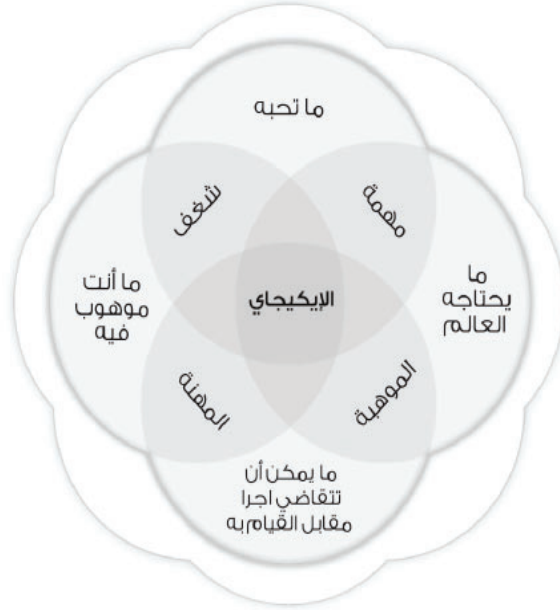 ما تحبه
شغف
مهمة
ما أنت
موهوب
فيه
الإيكيجاي
ما
يحتاجه
العالم
المهنة
الموهبة
ما يمكن أن
تتقاضي اجرا
مقابل القيام به